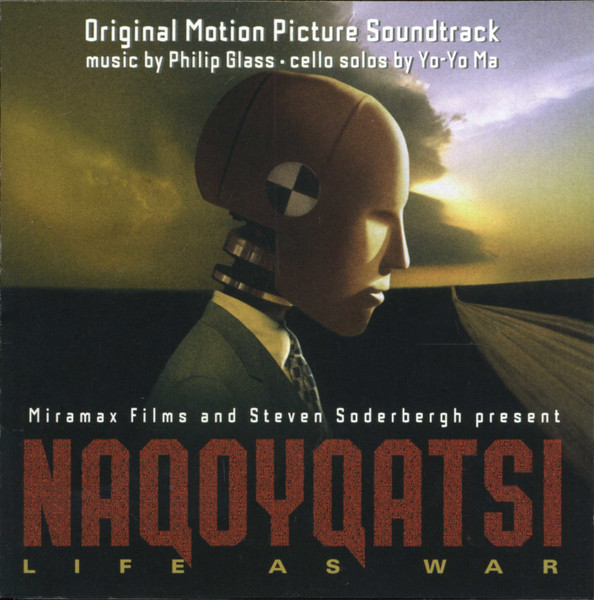 Original Motion Picture Soundtrack
music by Philip Glass · cello solos by Yo-Yo Ma
Miramax Films and Steven Soderbergh present
NAQOYQATSI
LIFE AS WAR